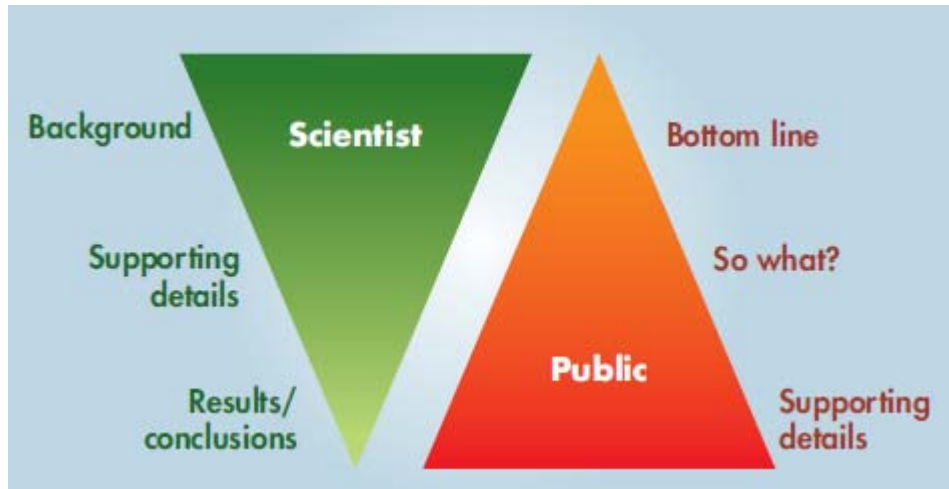 Background
Scientist
Supporting
details
Results/
conclusions
Bottom line
So what?
Public
Supporting
details